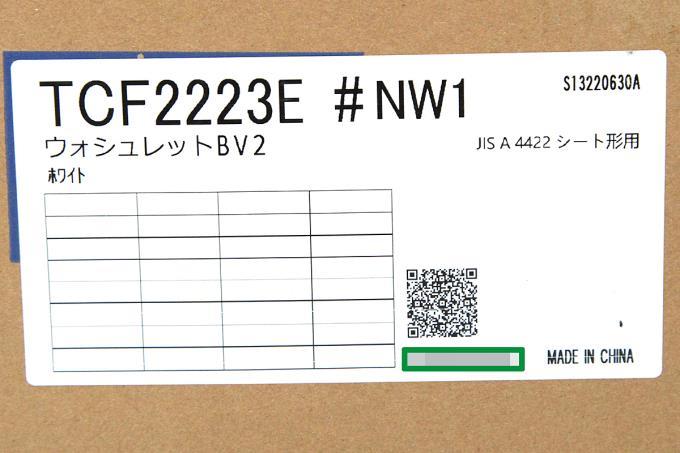 TCF2223E #NW1
S13220630A
ウォシュレットBV2
JIS A 4422 シート形用
ﾎﾜｲﾄ
MADE IN CHINA